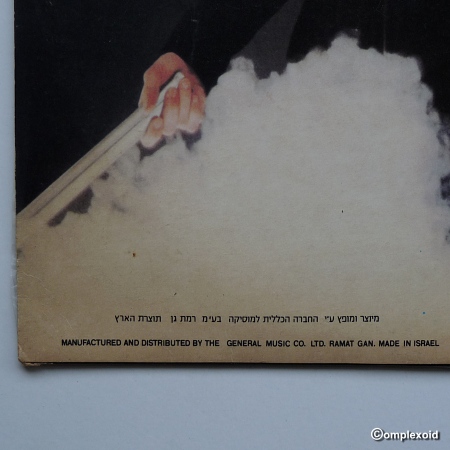 מיוצר ומופץ ע״י החברה הכללית למוסיקה בע״מ רמת גן תוצרת הארץ
MANUFACTURED AND DISTRIBUTED BY THE GENERAL MUSIC CO. LTD. RAMAT GAN. MADE IN ISRAEL
©omplexoid